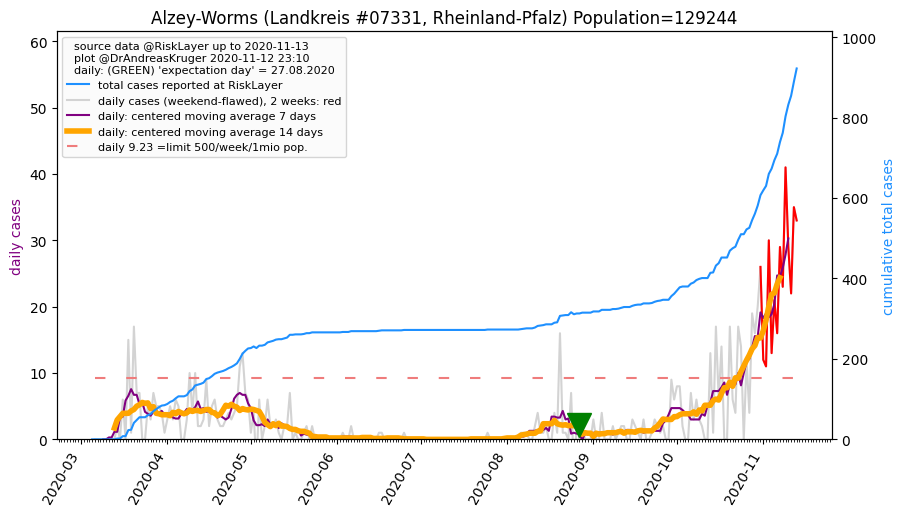 Alzey-Worms (Landkreis #07331, Rheinland-Pfalz) Population=129244
source data @RiskLayer up to 2020-11-13
plot @DrAndreasKruger 2020-11-12 23:10
daily: (GREEN) 'expectation day' = 27.08.2020
total cases reported at RiskLayer
daily cases (weekend-flawed), 2 weeks: red
daily: centered moving average 7 days
daily: centered moving average 14 days
daily 9.23 =limit 500/week/1mio pop.
daily cases
60
50
40
30
20
10
0
cumulative total cases
1000
800
600
400
200
0
2020-03
2020-04
2020-05
2020-06
2020-07
2020-08
2020-09
2020-10
2020-11